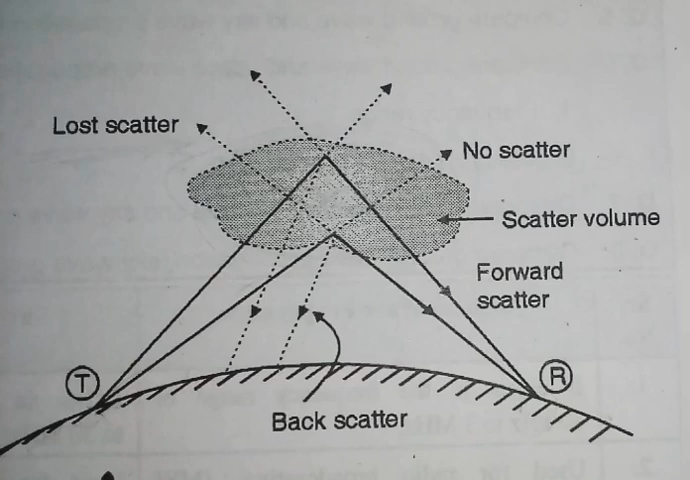 Lost scatter
No scatter
Scatter volume
Forward
scatter
T
R
Back scatter